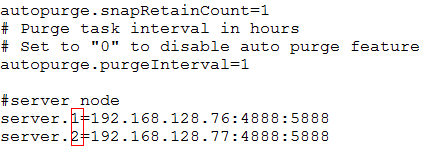 autopurge.snapRetainCount=1
# Purge task interval in hours
# Set to "0" to disable auto purge feature
autopurge.purgeInterval=1
#server node
server.1=192.168.128.76:4888:5888
server.2=192.168.128.77:4888:5888